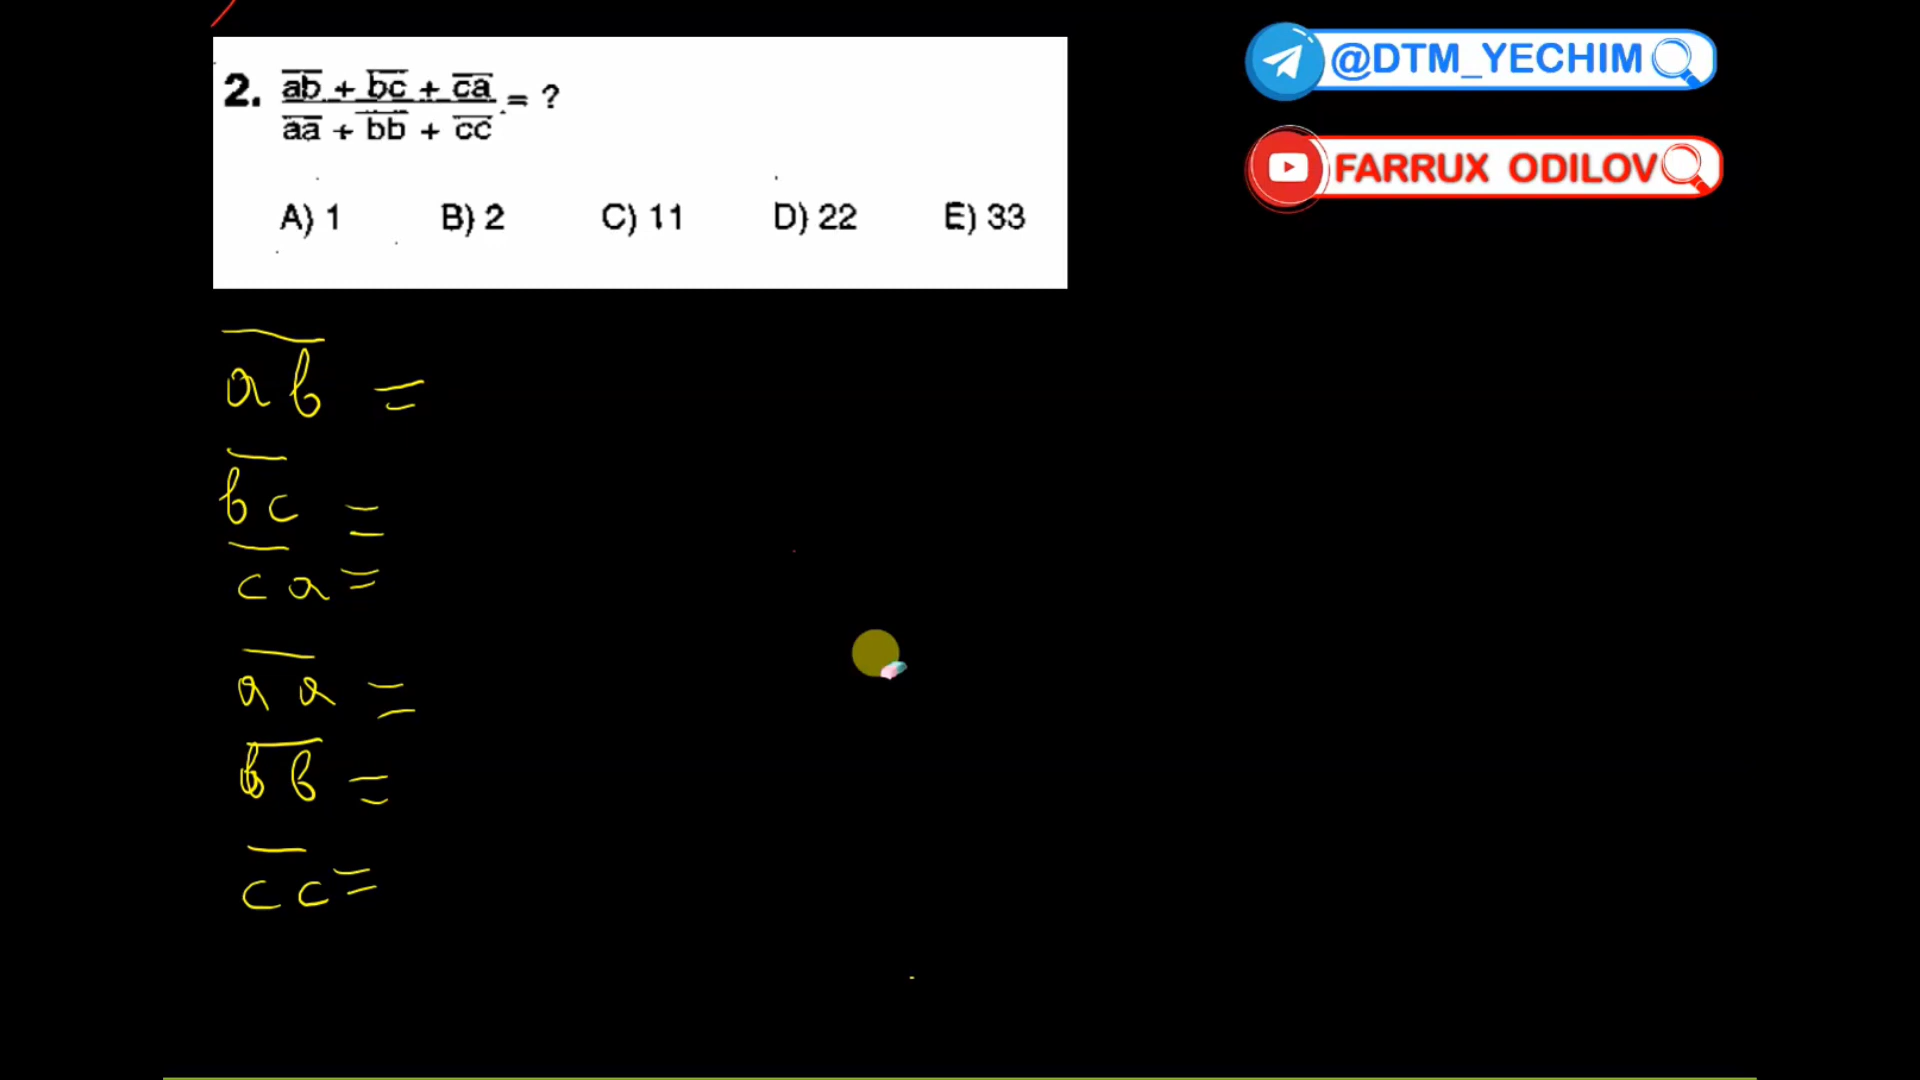 @DTM_YECHIM
FARRUX ODILOV
2. (ab + bc + ca) / (aa + bb + cc) = ?
A) 1 B) 2 C) 11 D) 22 E) 33
ab =
bc =
ca =
aa =
bb =
cc =